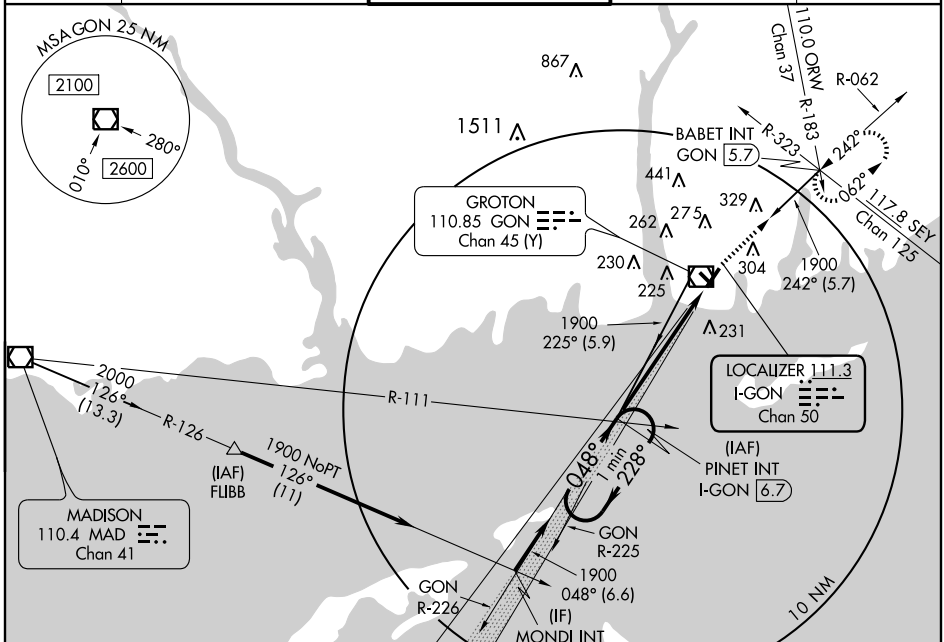 MSA GON 25 NM
2100
280°
010°
2600
867
1511
110.0 ORW
Chan 37
R-183
R-062
R-323
BABET INT
GON 5.7
242°
062°
117.8 SEY
Chan 125
441
GROTON
110.85 GON
Chan 45 (Y)
262
275
329
230
225
304
1900
242° (5.7)
1900
225° (5.9)
231
LOCALIZER 111.3
I-GON
Chan 50
2000
126°
(13.3)
R-111
R-126
(IAF)
FLIBB
1900 NoPT
126°
(11)
048°
1 min
228°
(IAF)
PINET INT
I-GON 6.7
MADISON
110.4 MAD
Chan 41
GON
R-225
GON
R-226
1900
048° (6.6)
(IF)
MONDI INT
10 NM